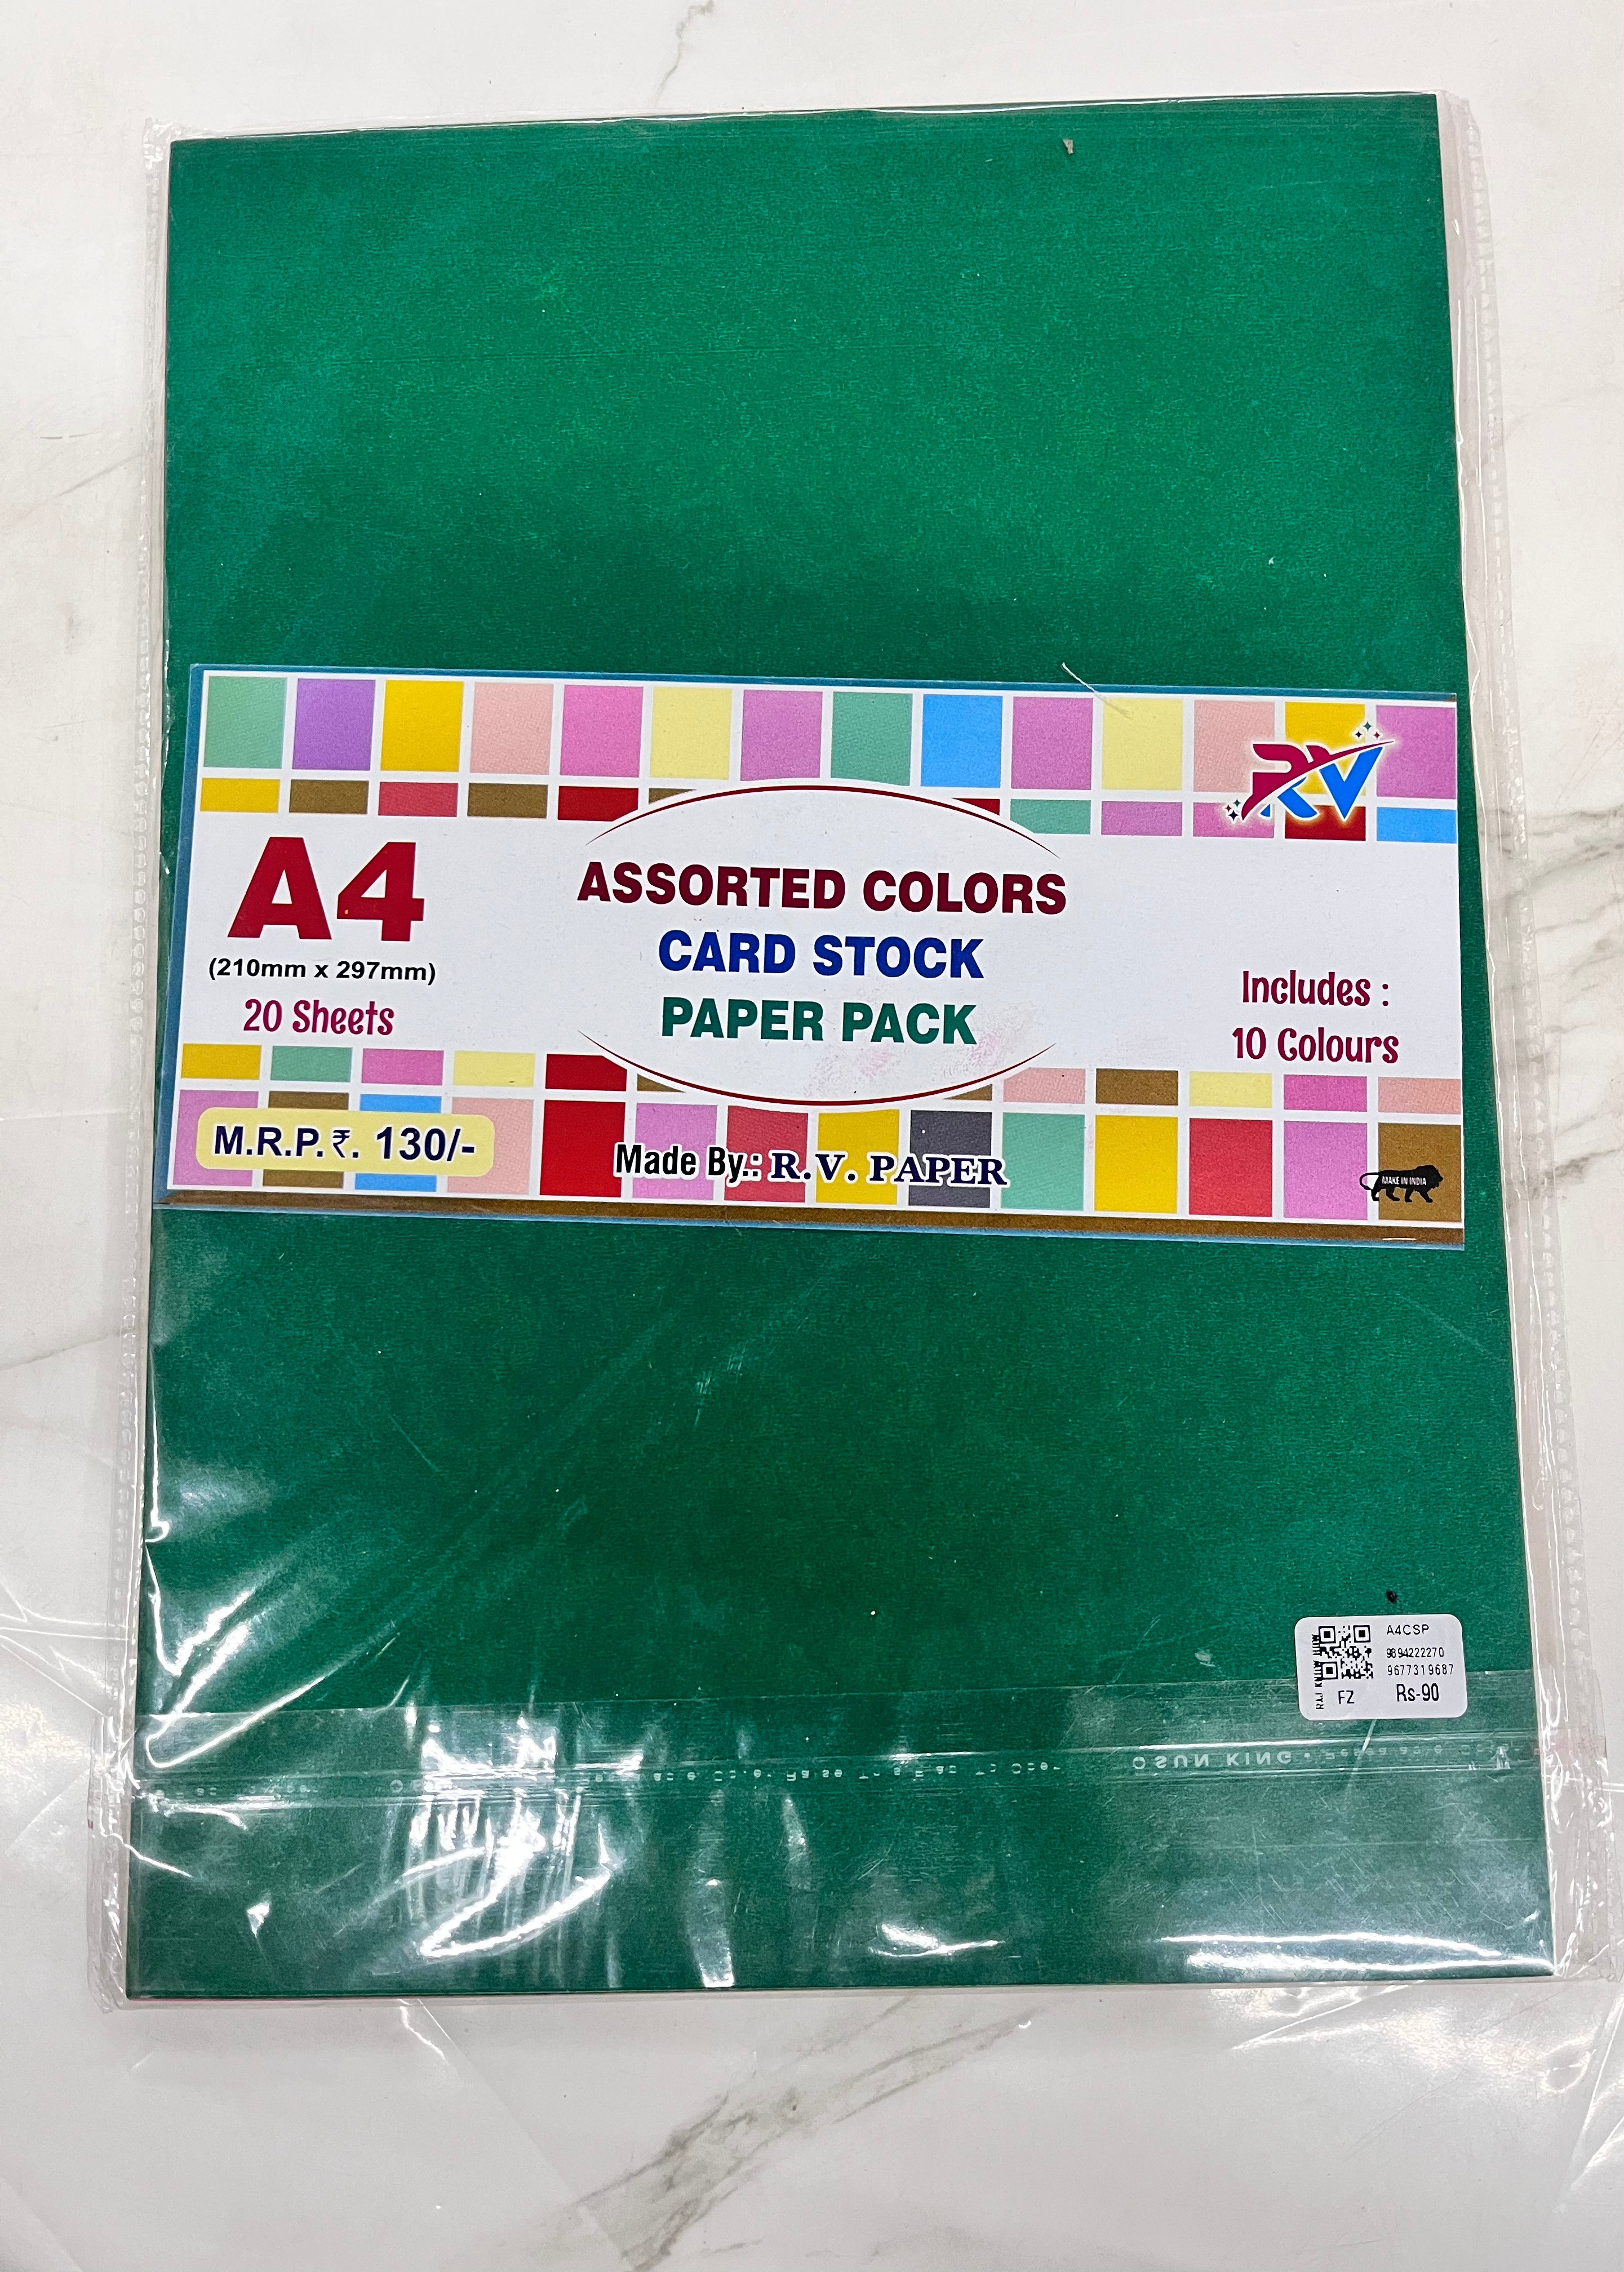 RV
A4
(210mm x 297mm)
20 Sheets
ASSORTED COLORS
CARD STOCK
PAPER PACK
Includes :
10 Colours
M.R.P.₹. 130/-
Made By.: R.V. PAPER
MAKE IN INDIA
A4CSP
9894222270
9677319687
FZ Rs-90
SUN KING